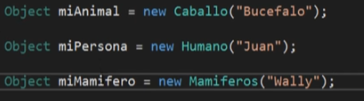 Object miAnimal = new Caballo("Bucefalo");
Object miPersona = new Humano("Juan");
Object miMamifero = new Mamiferos("Wally");